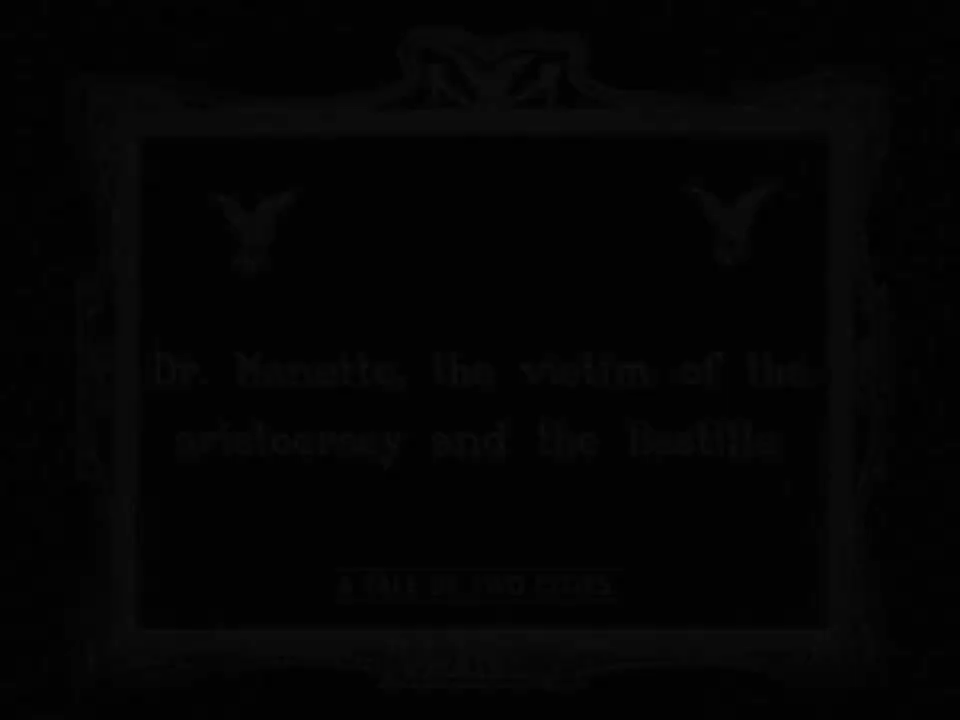 Dr. Manette, the victim of the
aristocracy and the Bastille
A TALE OF TWO CITIES